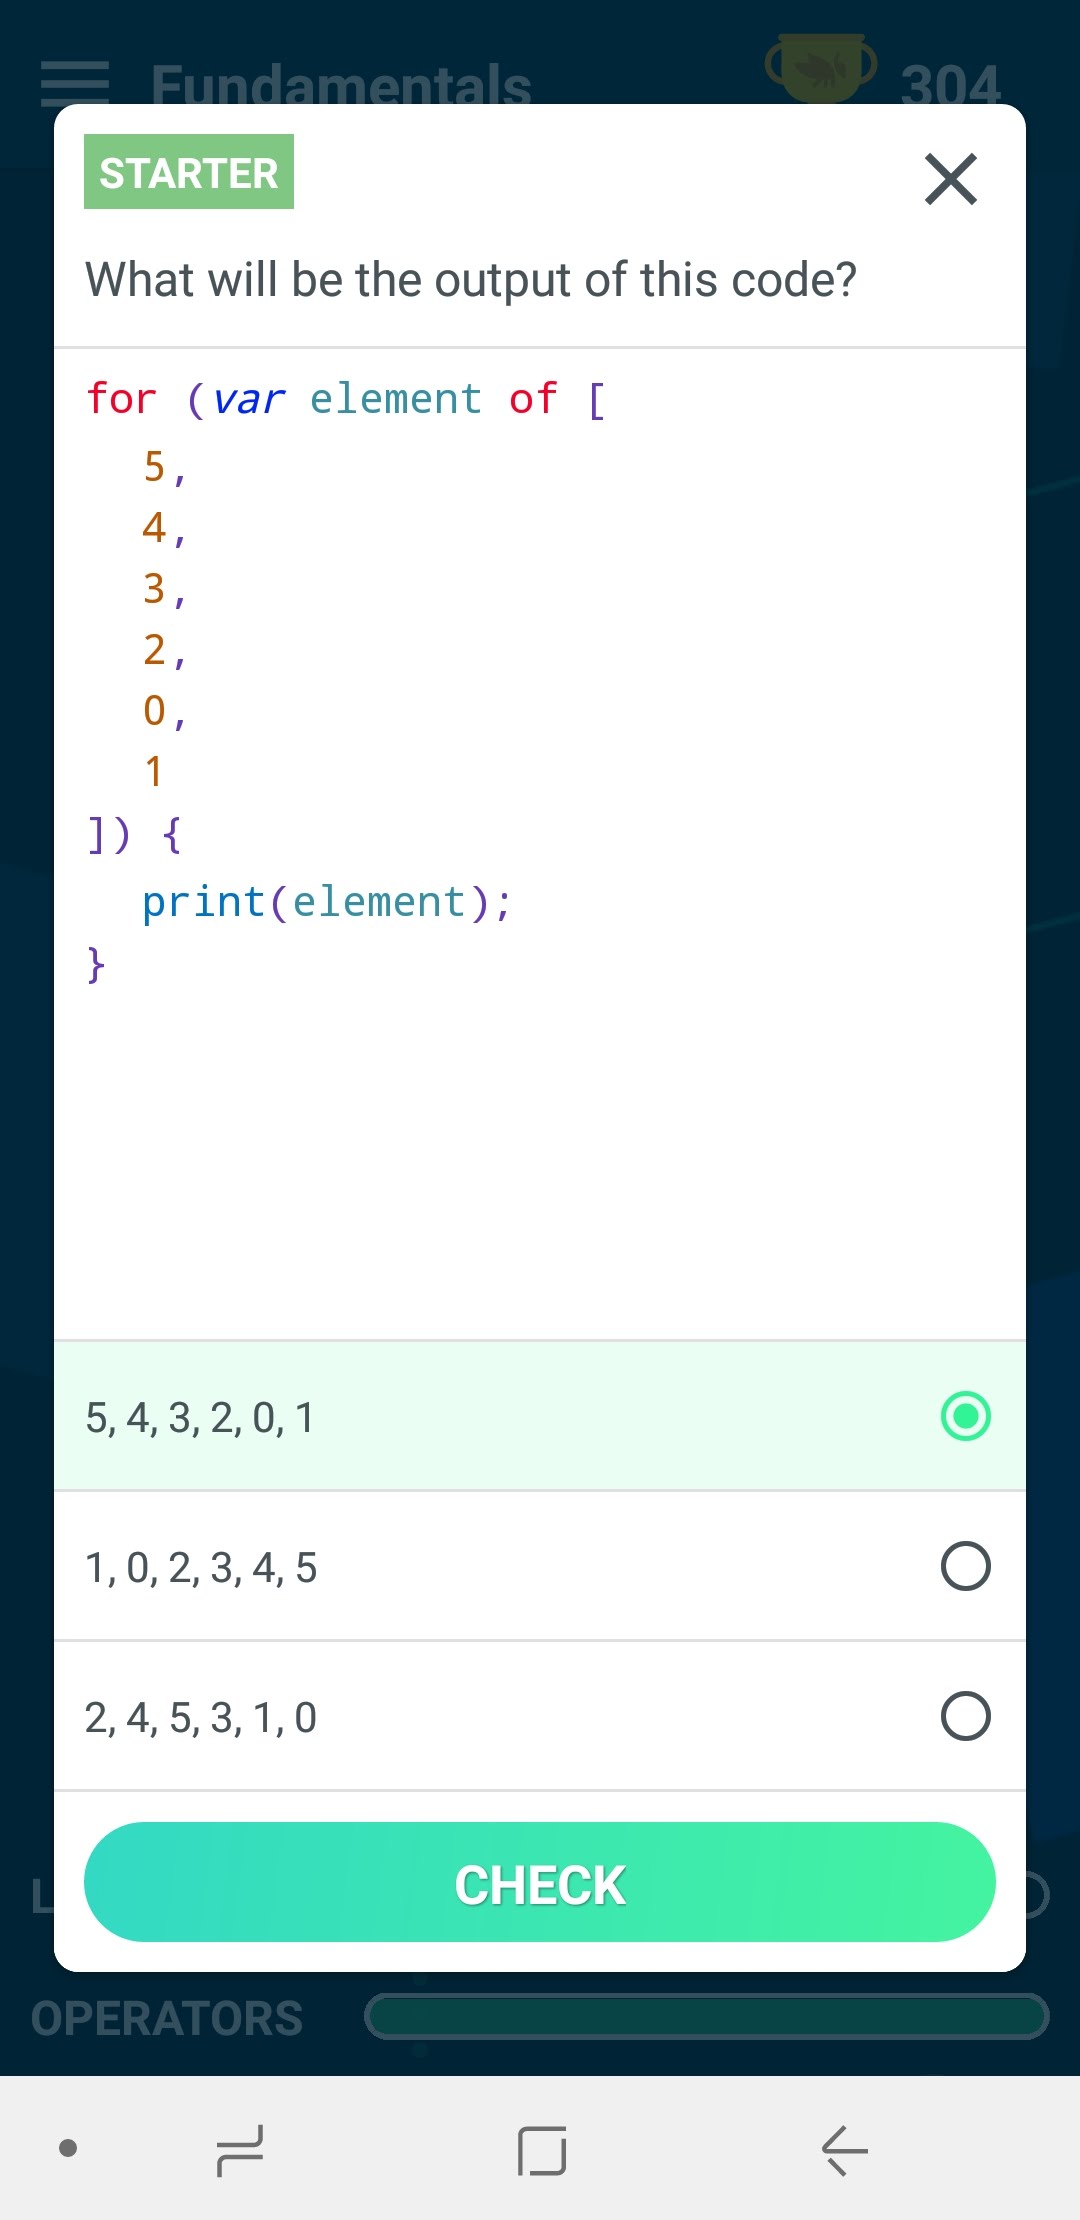 Fundamentals
304
STARTER
What will be the output of this code?
for (var element of [
5,
4,
3,
2,
0,
1
]) {
print(element);
}
5, 4, 3, 2, 0, 1
1, 0, 2, 3, 4, 5
2, 4, 5, 3, 1, 0
CHECK
L
OPERATORS